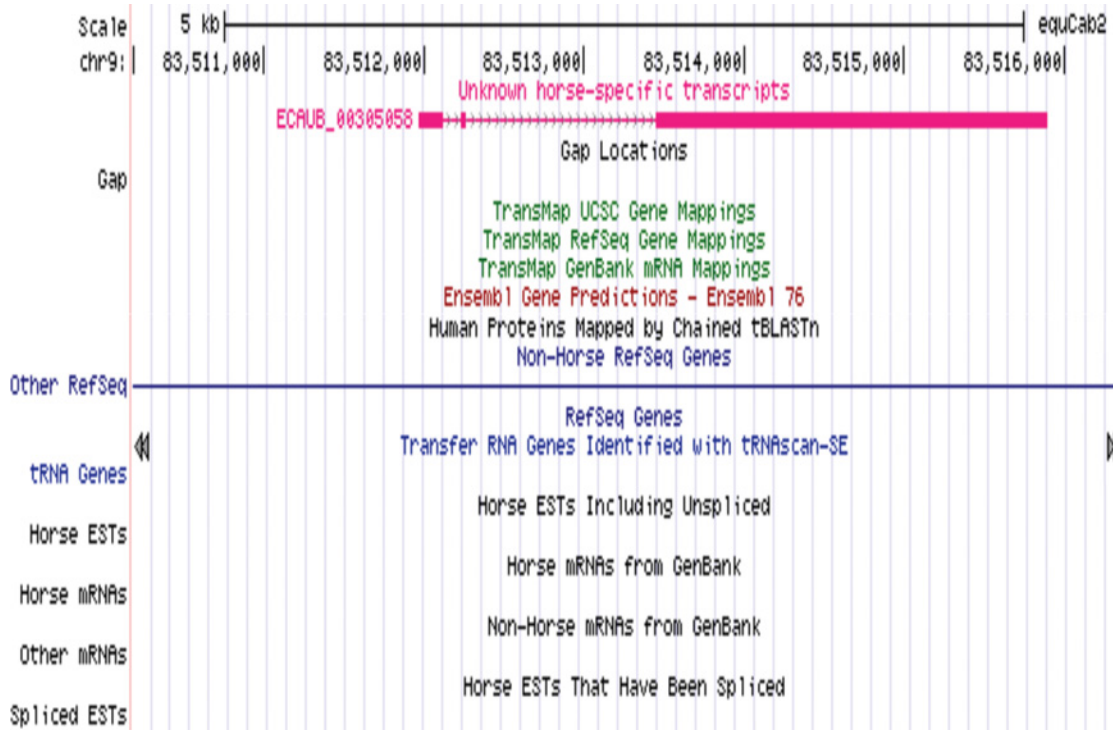 Scale 5 kb equCab2
chr9: 83,511,000 83,512,000 83,513,000 83,514,000 83,515,000 83,516,000
Unknown horse-specific transcripts
ECAUB_00305058
Gap Locations
Gap
TransMap UCSC Gene Mappings
TransMap RefSeq Gene Mappings
TransMap GenBank mRNA Mappings
Ensembl Gene Predictions - Ensembl 76
Human Proteins Mapped by Chained tBLASTn
Non-Horse RefSeq Genes
Other RefSeq
RefSeq Genes
Transfer RNA Genes Identified with tRNAscan-SE
tRNA Genes
Horse ESTs Including Unspliced
Horse ESTs
Horse mRNAs from GenBank
Horse mRNAs
Non-Horse mRNAs from GenBank
Other mRNAs
Horse ESTs That Have Been Spliced
Spliced ESTs